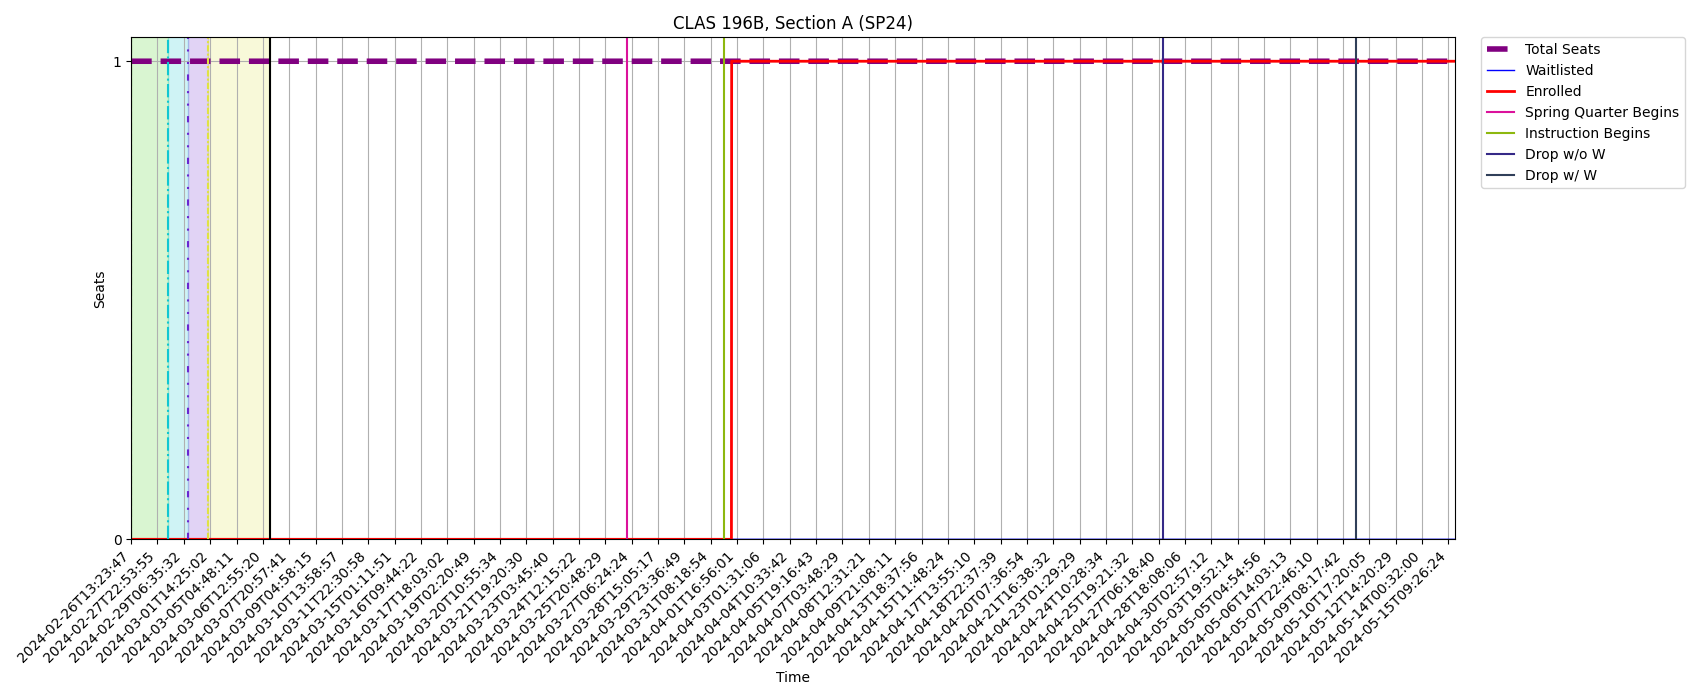 CLAS 196B, Section A (SP24)
Total Seats
Waitlisted
Enrolled
Spring Quarter Begins
Instruction Begins
Drop w/o W
Drop w/ W
1
0
Seats
2024-02-26T13:23:47
2024-02-27T22:53:55
2024-02-29T06:35:32
2024-03-01T14:25:02
2024-03-05T04:48:11
2024-03-06T12:55:20
2024-03-07T20:57:41
2024-03-09T04:58:15
2024-03-10T13:58:57
2024-03-11T22:30:58
2024-03-15T01:11:51
2024-03-16T09:44:22
2024-03-17T18:03:02
2024-03-19T02:20:49
2024-03-20T10:55:34
2024-03-21T19:20:30
2024-03-23T03:45:40
2024-03-24T12:15:22
2024-03-25T20:48:29
2024-03-27T06:24:24
2024-03-28T15:05:17
2024-03-29T23:36:49
2024-03-31T08:18:54
2024-04-01T16:56:01
2024-04-03T01:31:06
2024-04-04T10:33:42
2024-04-05T19:16:43
2024-04-07T03:48:29
2024-04-08T12:31:21
2024-04-09T21:08:11
2024-04-13T18:37:56
2024-04-15T11:48:24
2024-04-17T13:55:10
2024-04-18T22:37:39
2024-04-20T07:36:54
2024-04-21T16:38:32
2024-04-23T01:29:29
2024-04-24T10:28:34
2024-04-25T19:21:32
2024-04-27T06:18:40
2024-04-28T18:08:06
2024-04-30T02:57:12
2024-05-03T19:52:14
2024-05-05T04:54:56
2024-05-06T14:03:13
2024-05-07T22:46:10
2024-05-09T08:17:42
2024-05-10T17:20:05
2024-05-12T14:20:29
2024-05-14T00:32:00
2024-05-15T09:26:24
Time